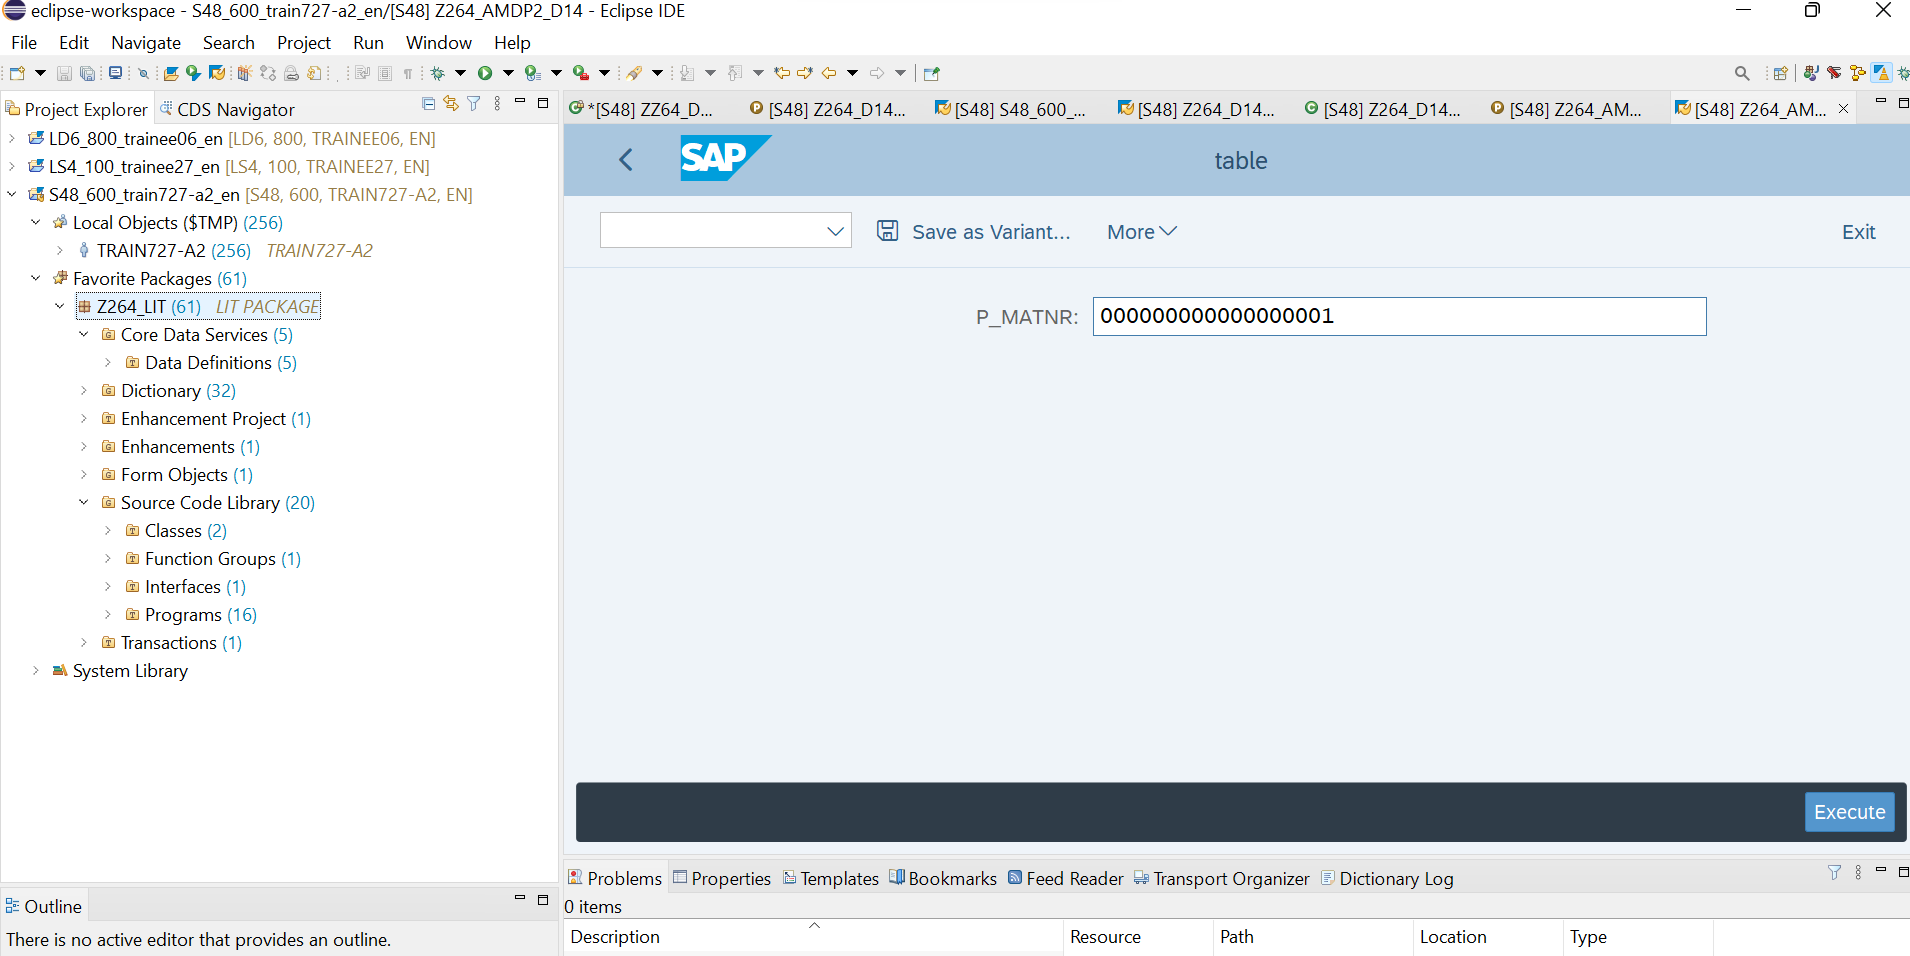 eclipse-workspace - S48_600_train727-a2_en/[S48] Z264_AMDP2_D14 - Eclipse IDE
File Edit Navigate Search Project Run Window Help
Project Explorer CDS Navigator
LD6_800_trainee06_en [LD6, 800, TRAINEE06, EN]
LS4_100_trainee27_en [LS4, 100, TRAINEE27, EN]
S48_600_train727-a2_en [S48, 600, TRAIN727-A2, EN]
Local Objects ($TMP) (256)
TRAIN727-A2 (256) TRAIN727-A2
Favorite Packages (61)
Z264_LIT (61) LIT PACKAGE
Core Data Services (5)
Data Definitions (5)
Dictionary (32)
Enhancement Project (1)
Enhancements (1)
Form Objects (1)
Source Code Library (20)
Classes (2)
Function Groups (1)
Interfaces (1)
Programs (16)
Transactions (1)
System Library
Outline
There is no active editor that provides an outline.
*[S48] ZZ64_D... [S48] Z264_D14... [S48] S48_600_... [S48] Z264_D14... [S48] Z264_D14... [S48] Z264_AM... [S48] Z264_AM...
SAP table
Save as Variant... More Exit
P_MATNR: 000000000000000001
Execute
Problems Properties Templates Bookmarks Feed Reader Transport Organizer Dictionary Log
0 items
Description Resource Path Location Type